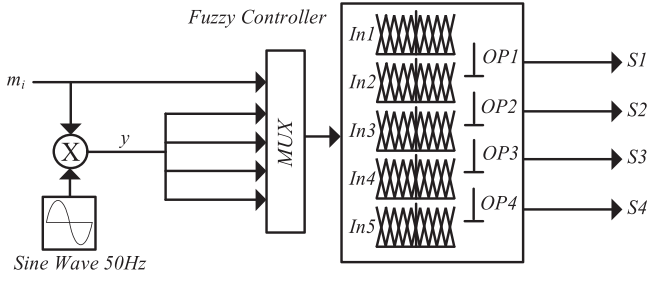 Fuzzy Controller
m_i
X
y
Sine Wave 50Hz
MUX
In1
In2
In3
In4
In5
OP1
OP2
OP3
OP4
S1
S2
S3
S4